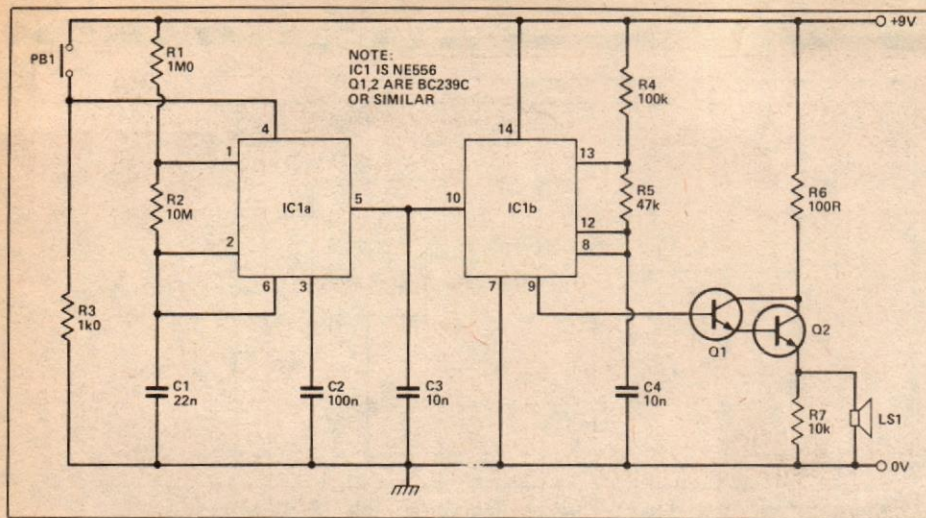 +9V
PB1
R1
1M0
NOTE:
IC1 IS NE556
Q1,2 ARE BC239C
OR SIMILAR
R4
100k
4
14
1
13
R2
10M
IC1a
5
10
IC1b
R5
47k
R6
100R
2
12
8
6
3
7
9
R3
1k0
Q1
Q2
C1
22n
C2
100n
C3
10n
C4
10n
R7
10k
LS1
0V